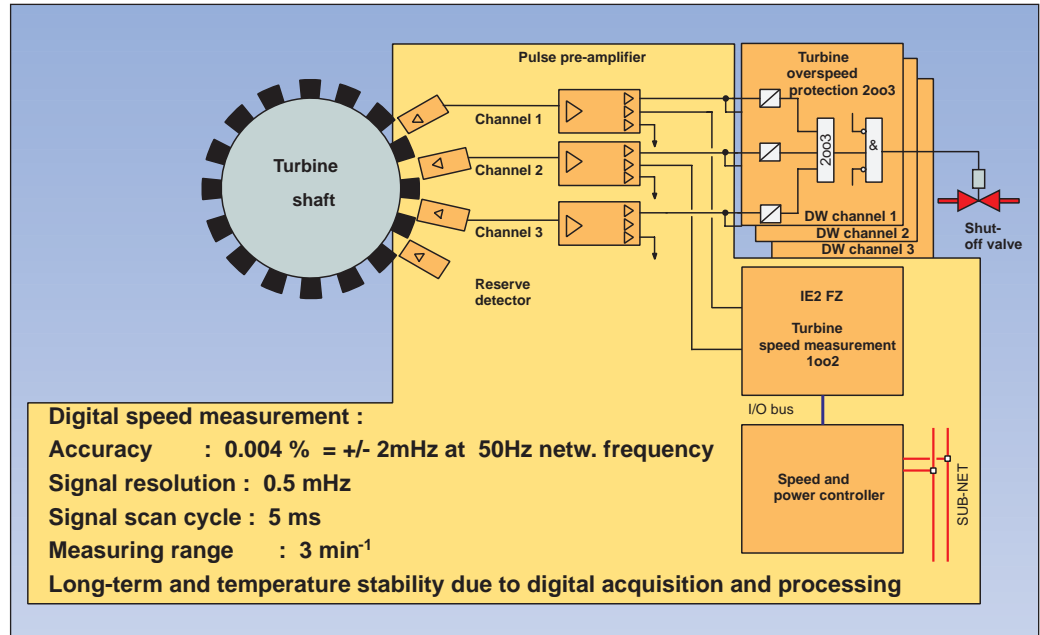 Pulse pre-amplifier
Turbine
overspeed
protection 2oo3
Channel 1
Turbine
shaft
Channel 2
2oo3
&
Channel 3
DW channel 1
DW channel 2
DW channel 3
Shut-
off valve
Reserve
detector
IE2 FZ
Turbine
speed measurement
1oo2
I/O bus
Speed and
power controller
SUB-NET
Digital speed measurement :
Accuracy : 0.004 % = +/- 2mHz at 50Hz netw. frequency
Signal resolution : 0.5 mHz
Signal scan cycle : 5 ms
Measuring range : 3 min-1
Long-term and temperature stability due to digital acquisition and processing